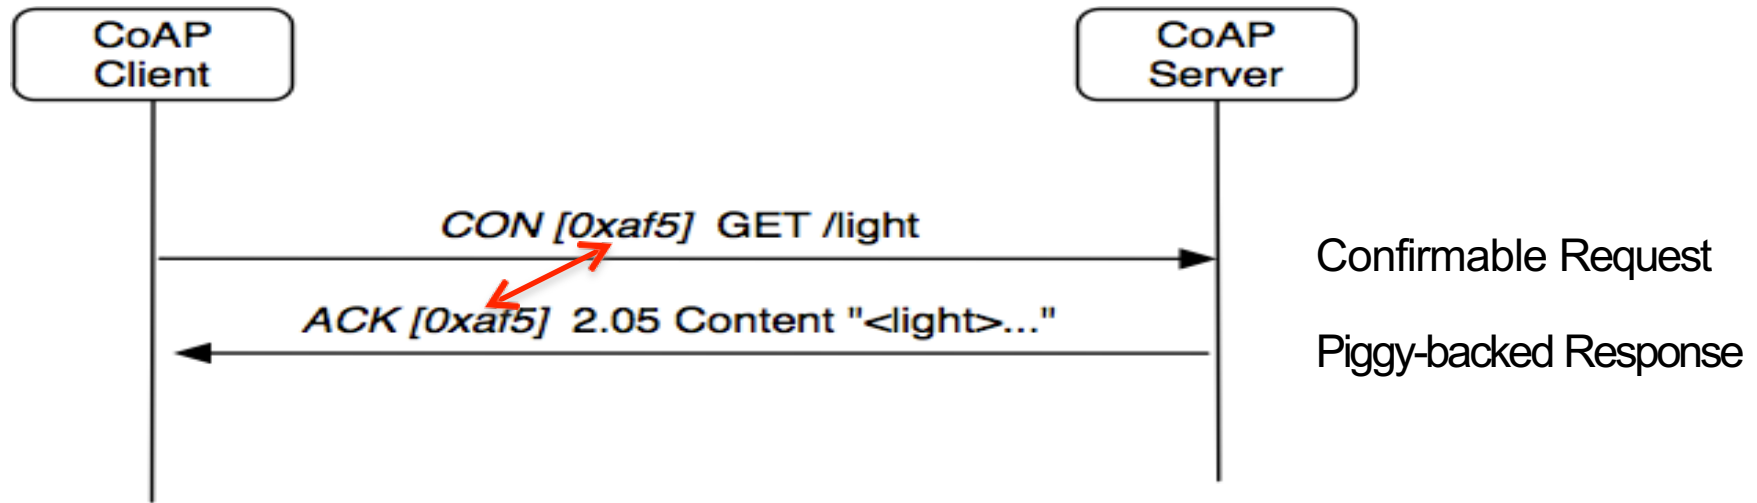 CoAP
Client
CoAP
Server
CON [0xaf5] GET /light
Confirmable Request
ACK [0xaf5] 2.05 Content "<light>..."
Piggy-backed Response